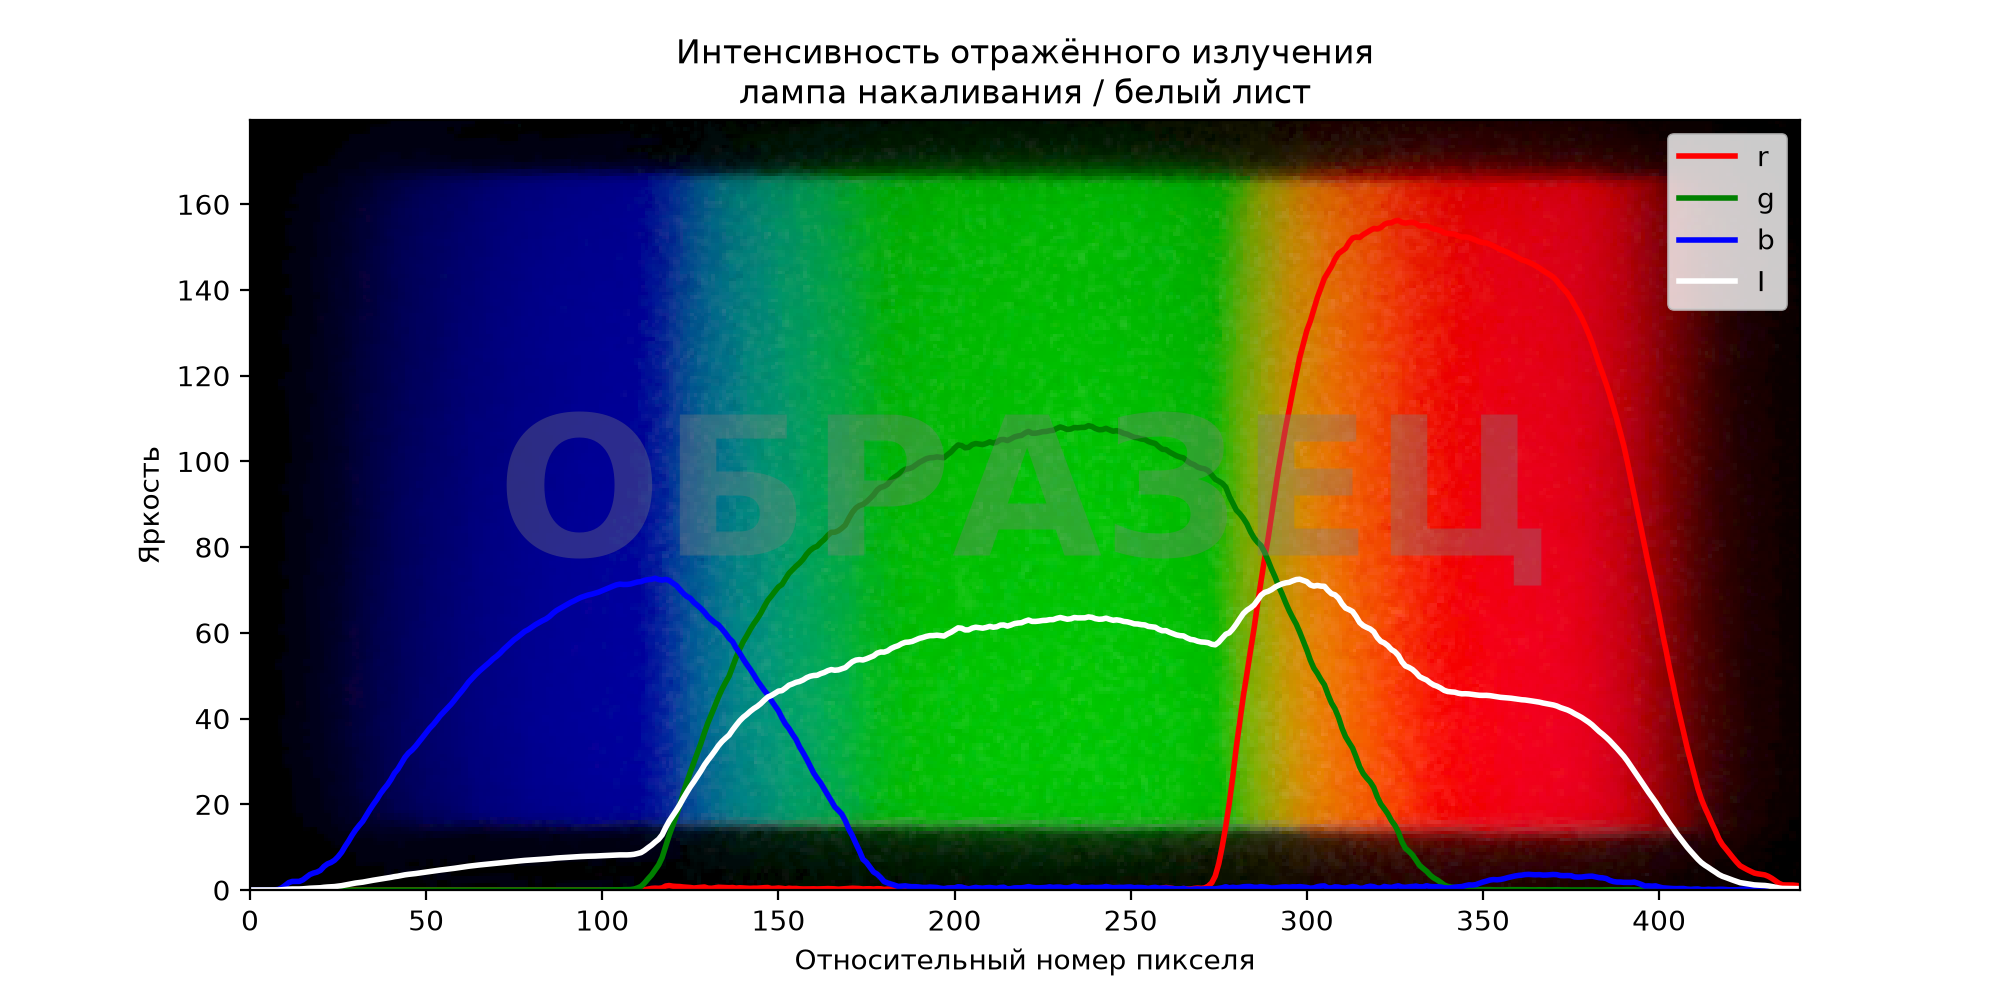 Интенсивность отражённого излучения
лампа накаливания / белый лист
r
g
b
l
160
140
120
100
80
60
40
20
0
Яркость
ОБРАЗЕЦ
0 50 100 150 200 250 300 350 400
Относительный номер пикселя